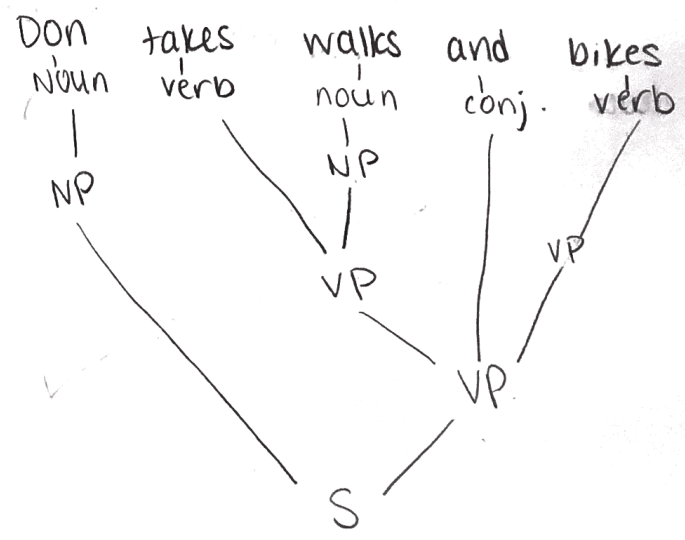 Don takes walks and bikes
Noun verb noun conj. verb
NP NP
VP VP
VP
S